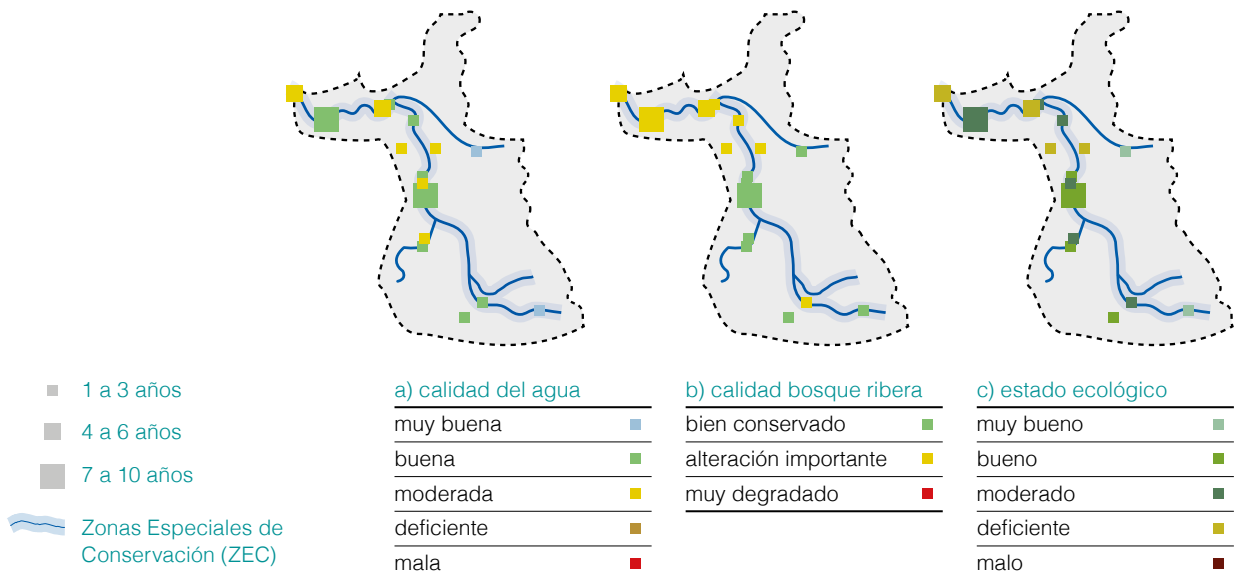 1 a 3 años
4 a 6 años
7 a 10 años
Zonas Especiales de
Conservación (ZEC)
a) calidad del agua
muy buena
buena
moderada
deficiente
mala
b) calidad bosque ribera
bien conservado
alteración importante
muy degradado
c) estado ecológico
muy bueno
bueno
moderado
deficiente
malo